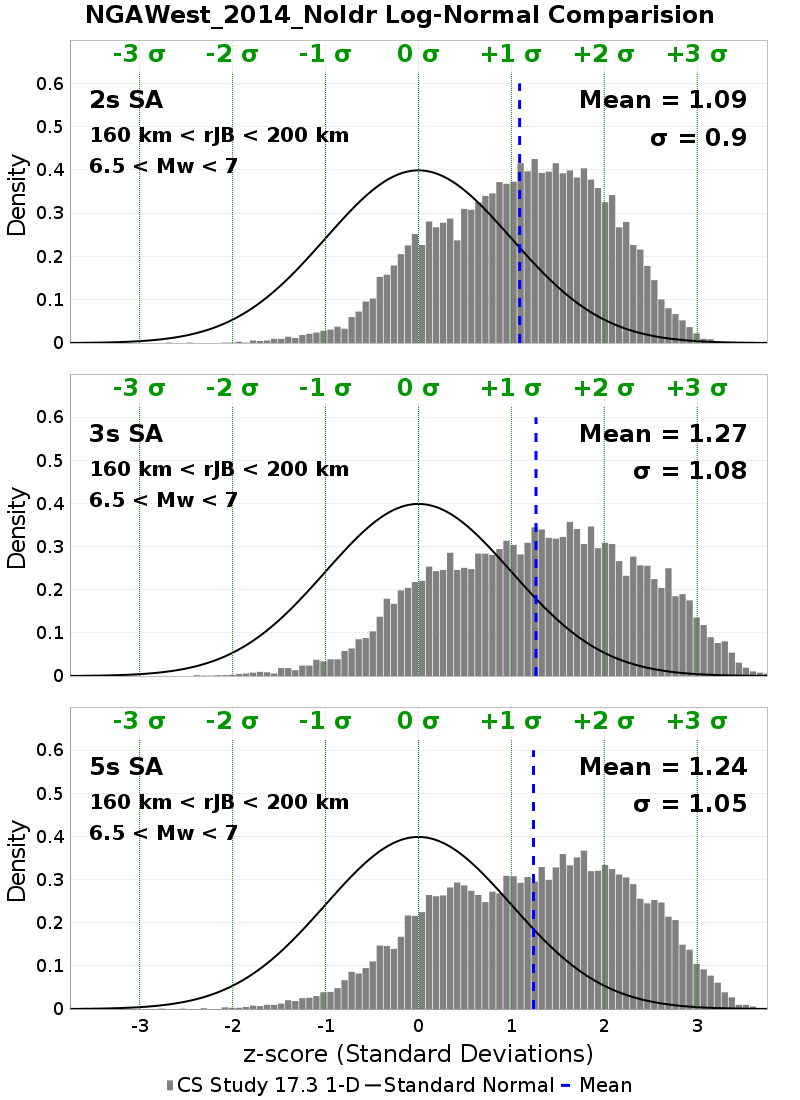 NGAWest_2014_NoIdr Log-Normal Comparision
-3 σ -2 σ -1 σ 0 σ +1 σ +2 σ +3 σ
0.6
2s SA Mean = 1.09
0.5
160 km < rJB < 200 km σ = 0.9
6.5 < Mw < 7
0.4
0.3
0.2
0.1
0
Density
-3 σ -2 σ -1 σ 0 σ +1 σ +2 σ +3 σ
0.6
3s SA Mean = 1.27
0.5
160 km < rJB < 200 km σ = 1.08
6.5 < Mw < 7
0.4
0.3
0.2
0.1
0
Density
-3 σ -2 σ -1 σ 0 σ +1 σ +2 σ +3 σ
0.6
5s SA Mean = 1.24
0.5
160 km < rJB < 200 km σ = 1.05
6.5 < Mw < 7
0.4
0.3
0.2
0.1
0
Density
-3 -2 -1 0 1 2 3
z-score (Standard Deviations)
CS Study 17.3 1-D Standard Normal Mean